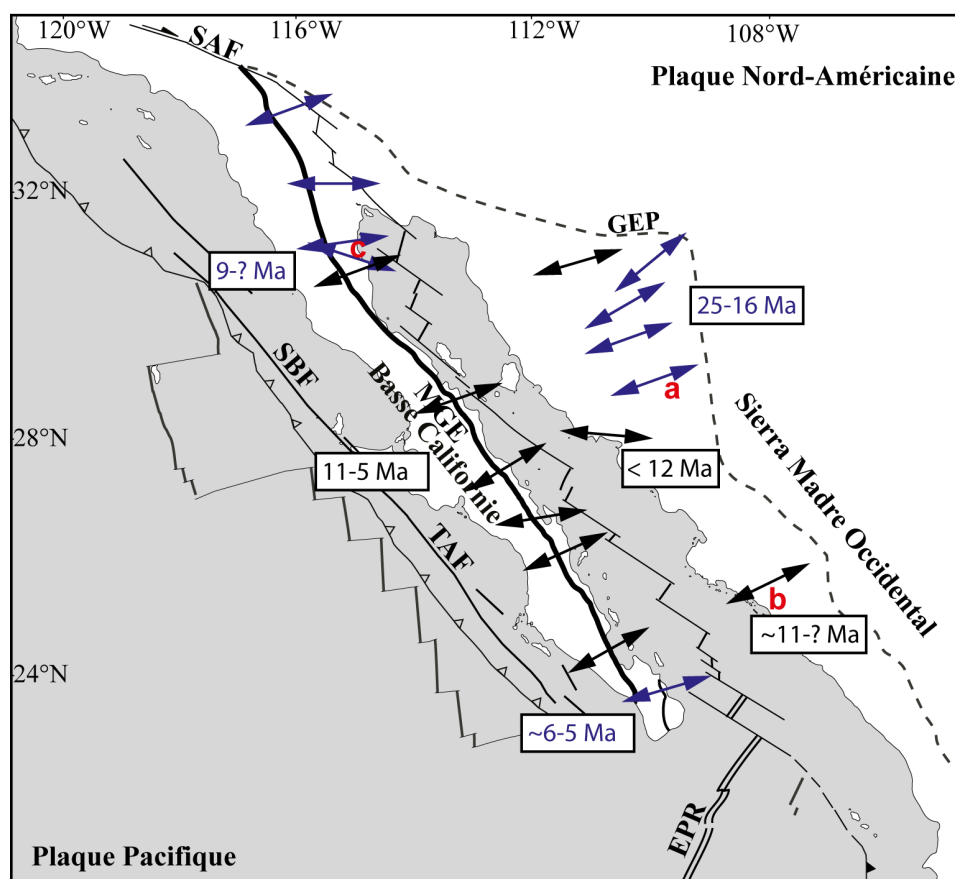 120°W
116°W
112°W
108°W
SAF
Plaque Nord-Américaine
32°N
GEP
c
9-? Ma
25-16 Ma
SBF
a
MGE
Basse Californie
28°N
Sierra Madre Occidental
11-5 Ma
< 12 Ma
TAF
b
~11-? Ma
24°N
~6-5 Ma
EPR
Plaque Pacifique